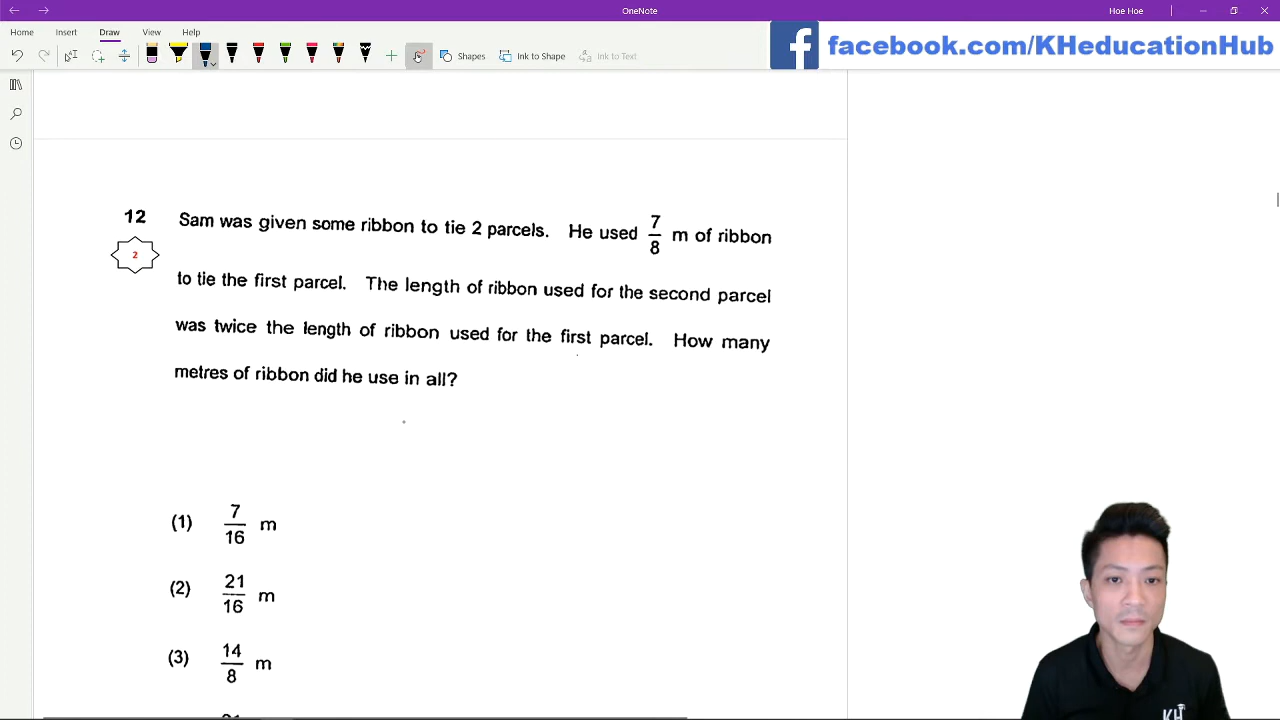 OneNote
Hoe Hoe
Home Insert Draw View Help
Shapes Ink to Shape Ink to Text
facebook.com/KHeducationHub
12 Sam was given some ribbon to tie 2 parcels. He used 7/8 m of ribbon
2
to tie the first parcel. The length of ribbon used for the second parcel
was twice the length of ribbon used for the first parcel. How many
metres of ribbon did he use in all?
(1) 7/16 m
(2) 21/16 m
(3) 14/8 m
KH